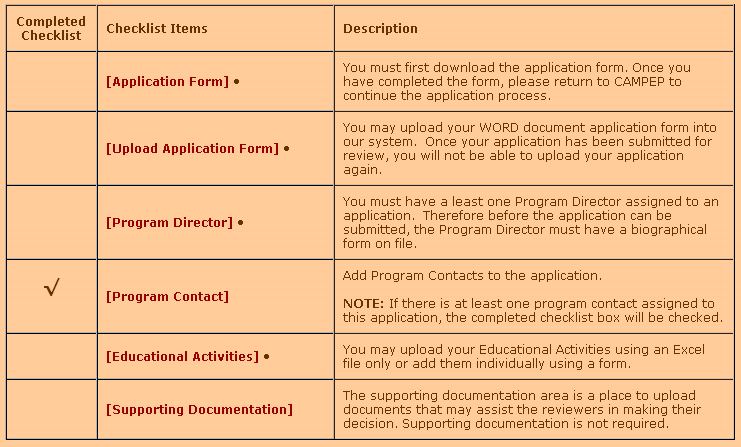 Completed
Checklist
Checklist Items
Description
[Application Form] •
You must first download the application form. Once you
have completed the form, please return to CAMPEP to
continue the application process.
[Upload Application Form] •
You may upload your WORD document application form into
our system.  Once your application has been submitted for
review, you will not be able to upload your application
again.
[Program Director] •
You must have a least one Program Director assigned to an
application.  Therefore before the application can be
submitted, the Program Director must have a biographical
form on file.
√
[Program Contact]
Add Program Contacts to the application.
NOTE: If there is at least one program contact assigned to
this application, the completed checklist box will be checked.
[Educational Activities] •
You may upload your Educational Activities using an Excel
file only or add them individually using a form.
[Supporting Documentation]
The supporting documentation area is a place to upload
documents that may assist the reviewers in making their
decision. Supporting documentation is not required.